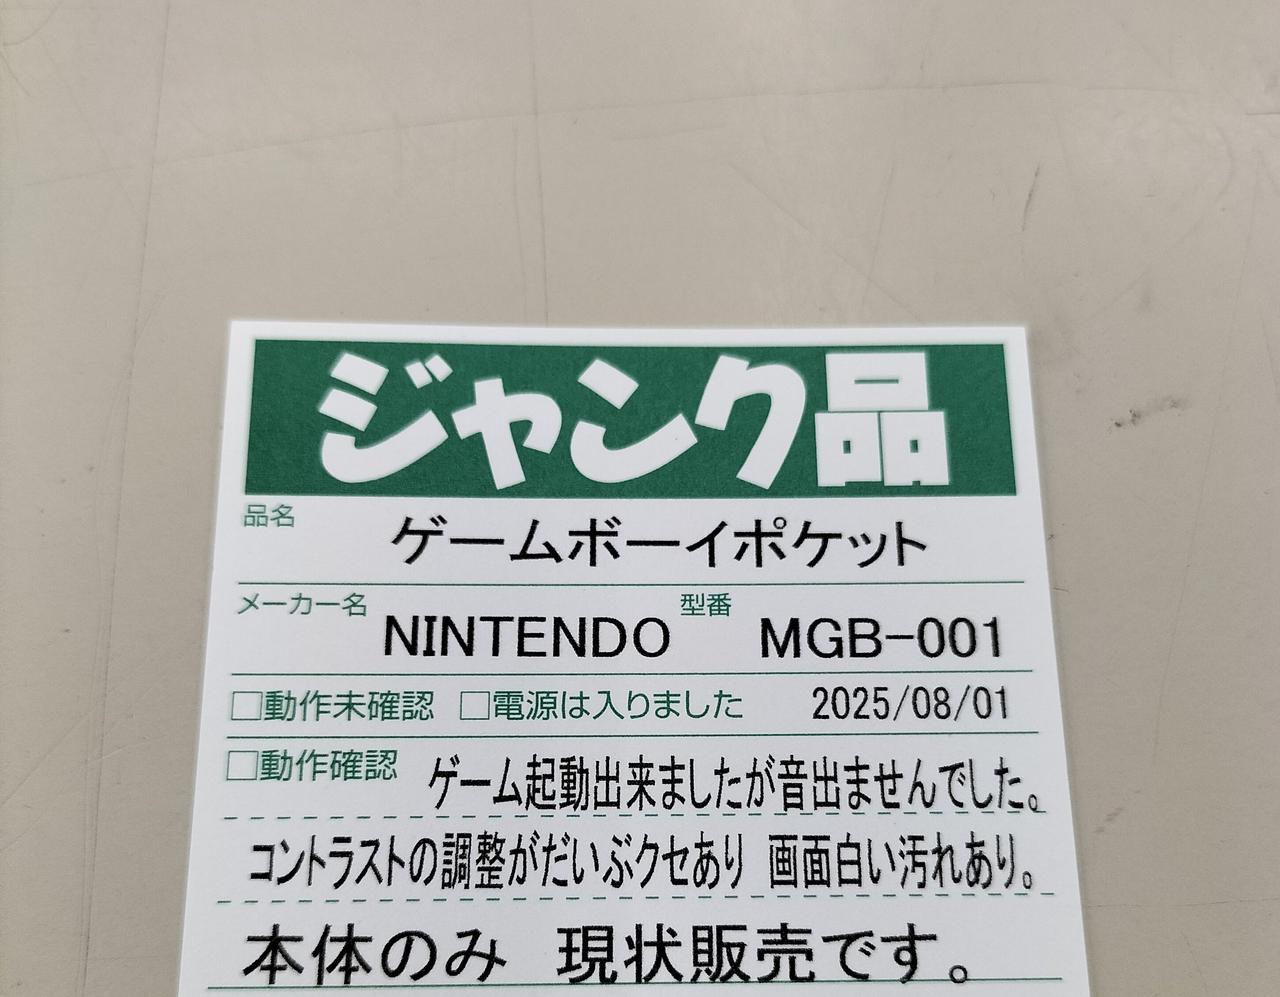 ジャンク品
品名 ゲームボーイポケット
メーカー名 NINTENDO 型番 MGB-001
□動作未確認 □電源は入りました 2025/08/01
□動作確認 ゲーム起動出来ましたが音出ませんでした。
コントラストの調整がだいぶクセあり 画面白い汚れあり。
本体のみ 現状販売です。